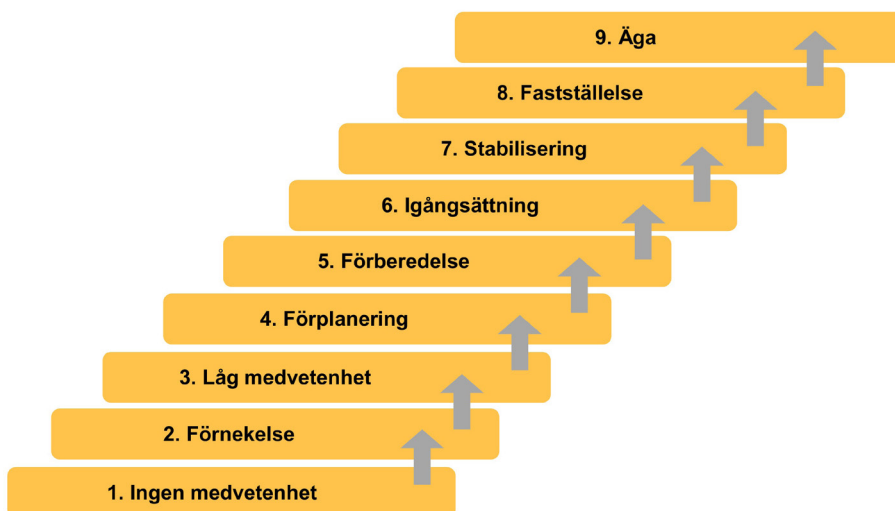 9. Äga
8. Fastställelse
7. Stabilisering
6. Igångsättning
5. Förberedelse
4. Förplanering
3. Låg medvetenhet
2. Förnekelse
1. Ingen medvetenhet